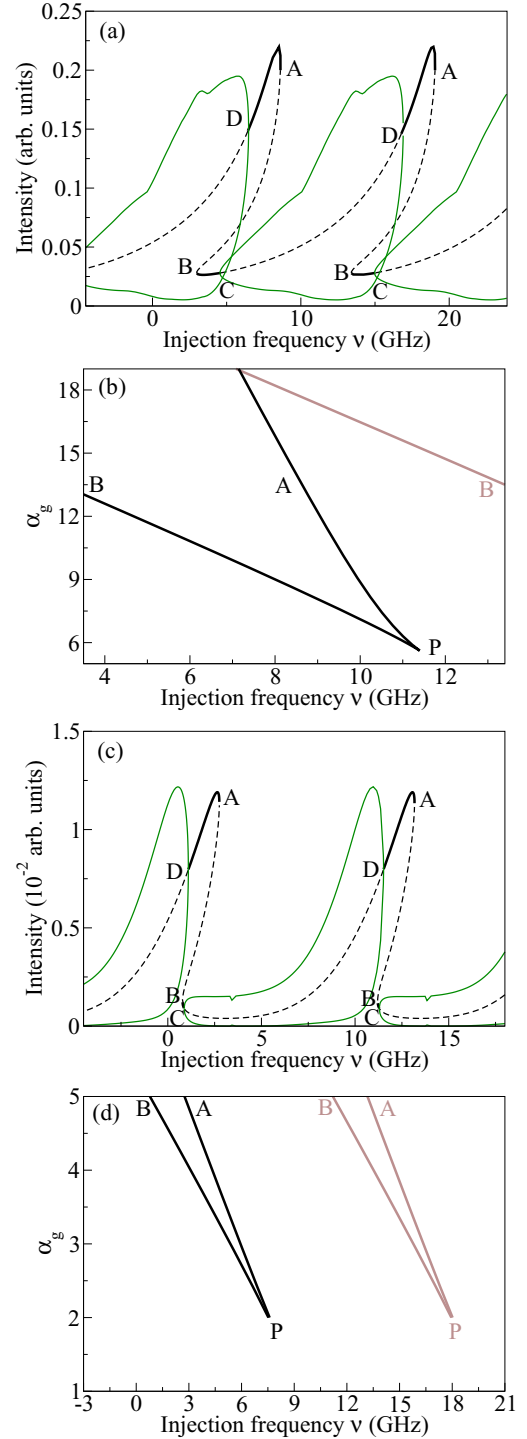 (a)
0.25
0.2
0.15
0.1
0.05
0
Intensity (arb. units)
A
A
D
D
B
B
C
C
0
10
20
Injection frequency ν (GHz)
(b)
18
15
12
9
6
α_g
B
A
B
P
4
6
8
10
12
Injection frequency ν (GHz)
(c)
1.5
1
0.5
0
Intensity (10⁻² arb. units)
A
A
D
D
B
B
C
C
0
5
10
15
Injection frequency ν (GHz)
(d)
5
4
3
2
1
α_g
B
A
B
A
P
P
-3
0
3
6
9
12
15
18
21
Injection frequency ν (GHz)